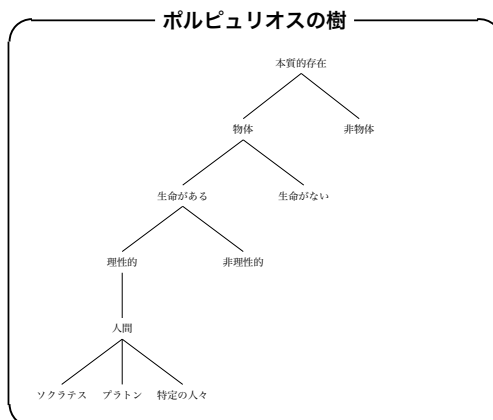 ポルピュリオスの樹
本質的存在
物体 非物体
生命がある 生命がない
理性的 非理性的
人間
ソクラテス プラトン 特定の人々